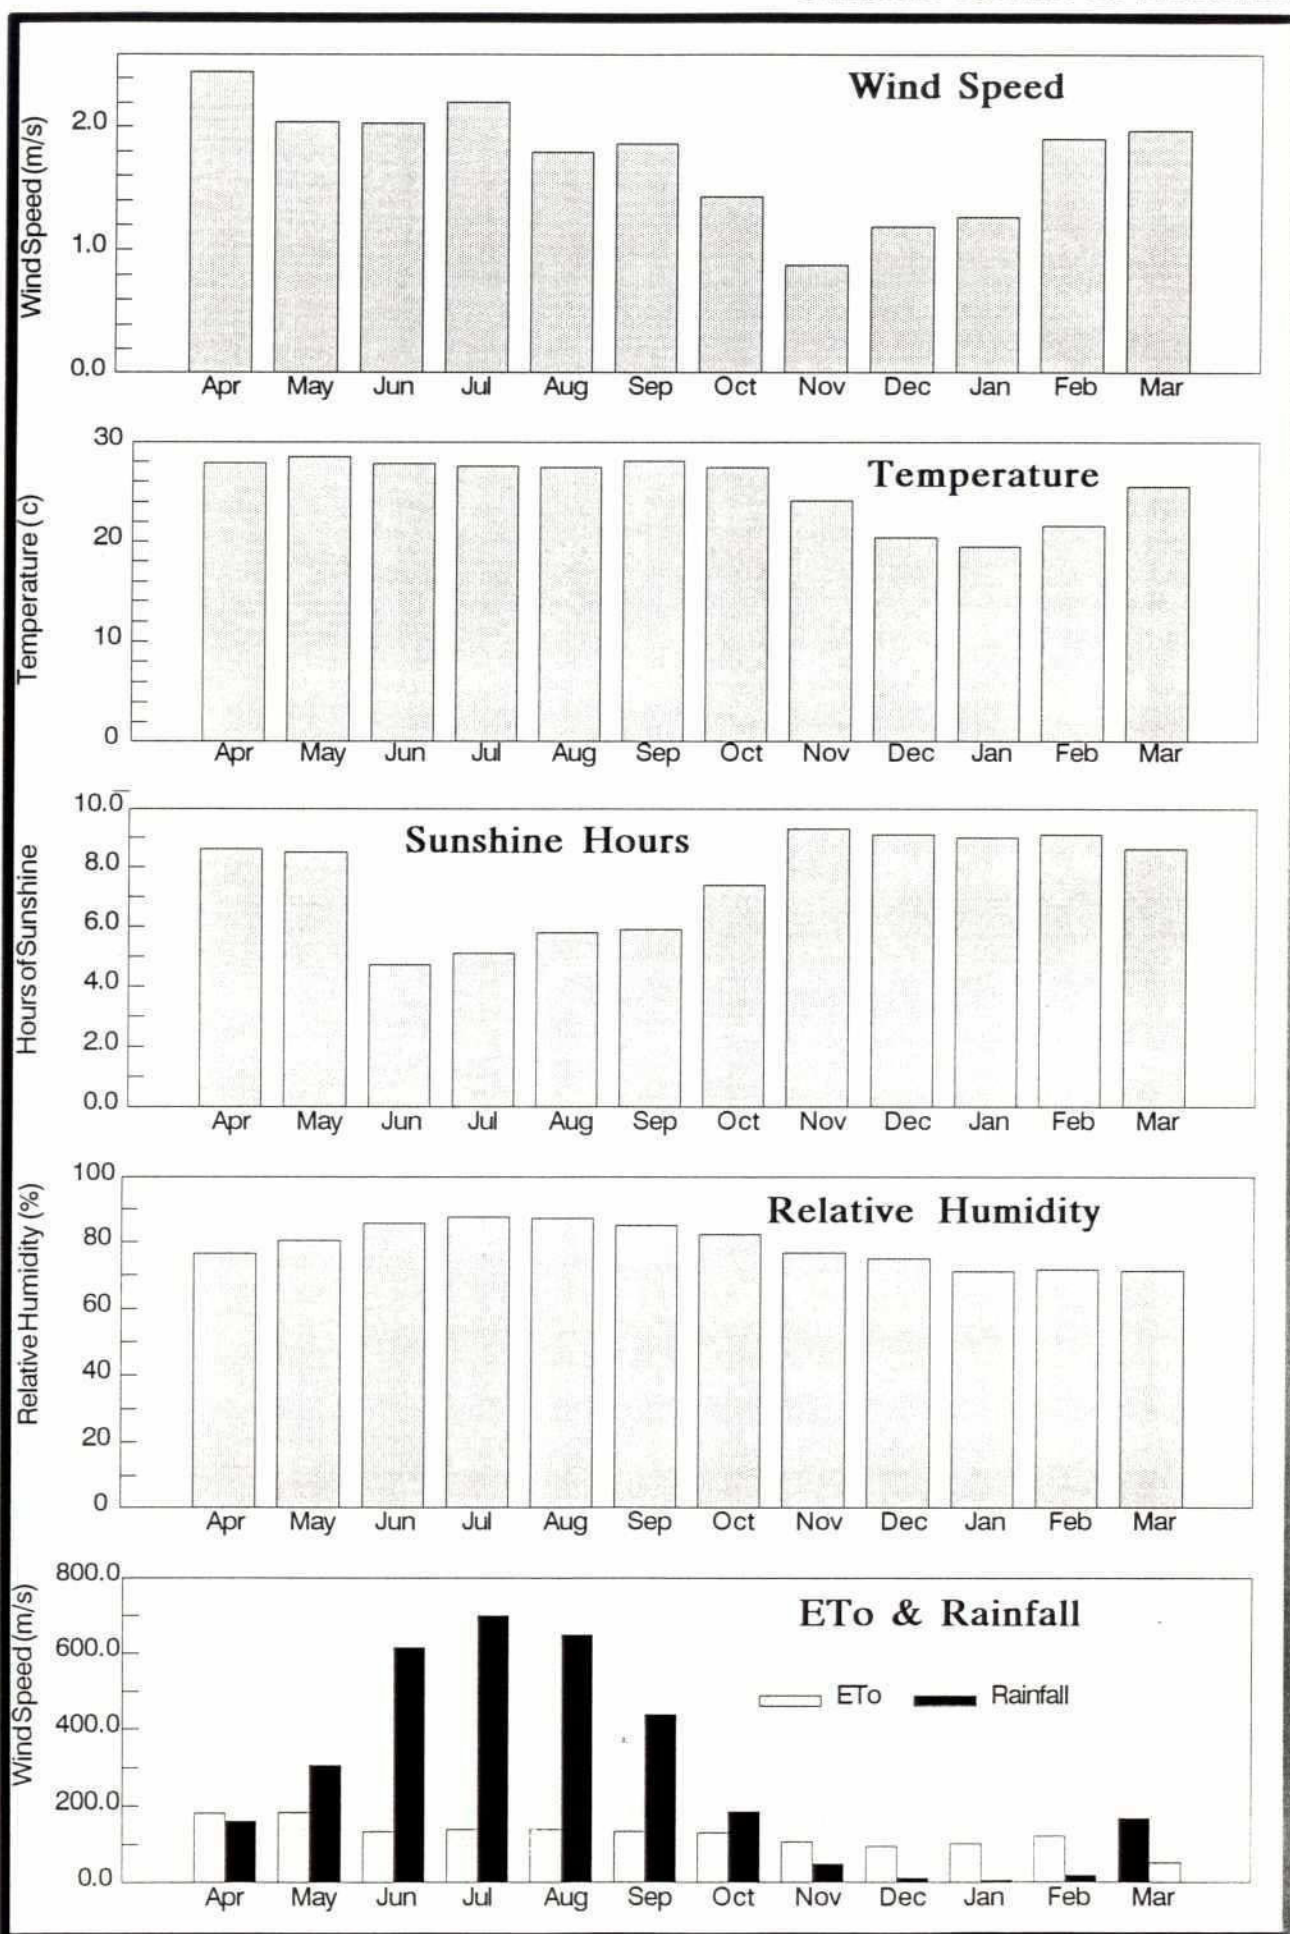 Wind Speed
Wind Speed (m/s)
2.0
1.0
0.0
Apr May Jun Jul Aug Sep Oct Nov Dec Jan Feb Mar
Temperature
Temperature (c)
30
20
10
0
Apr May Jun Jul Aug Sep Oct Nov Dec Jan Feb Mar
Sunshine Hours
Hours of Sunshine
10.0
8.0
6.0
4.0
2.0
0.0
Apr May Jun Jul Aug Sep Oct Nov Dec Jan Feb Mar
Relative Humidity
Relative Humidity (%)
100
80
60
40
20
0
Apr May Jun Jul Aug Sep Oct Nov Dec Jan Feb Mar
ETo & Rainfall
Wind Speed (m/s)
ETo Rainfall
800.0
600.0
400.0
200.0
0.0
Apr May Jun Jul Aug Sep Oct Nov Dec Jan Feb Mar